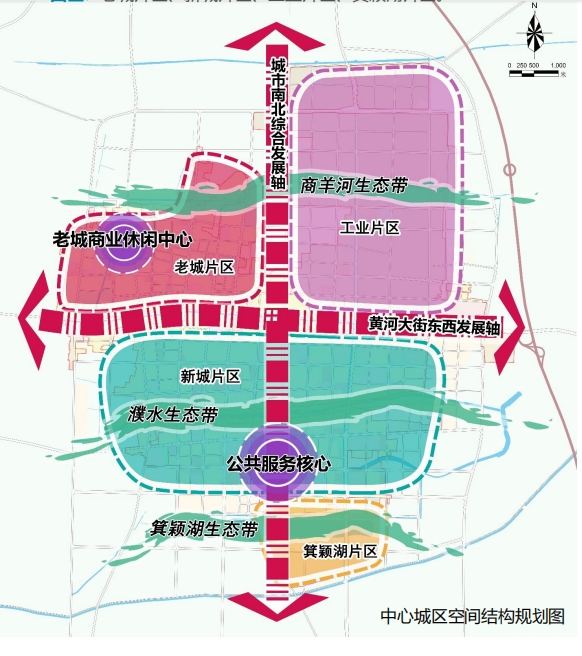 N
0 250 500 1,000
米
城市南北综合发展轴
商羊河生态带
工业片区
老城商业休闲中心
老城片区
黄河大街东西发展轴
新城片区
濮水生态带
公共服务核心
箕颖湖生态带
箕颖湖片区
中心城区空间结构规划图